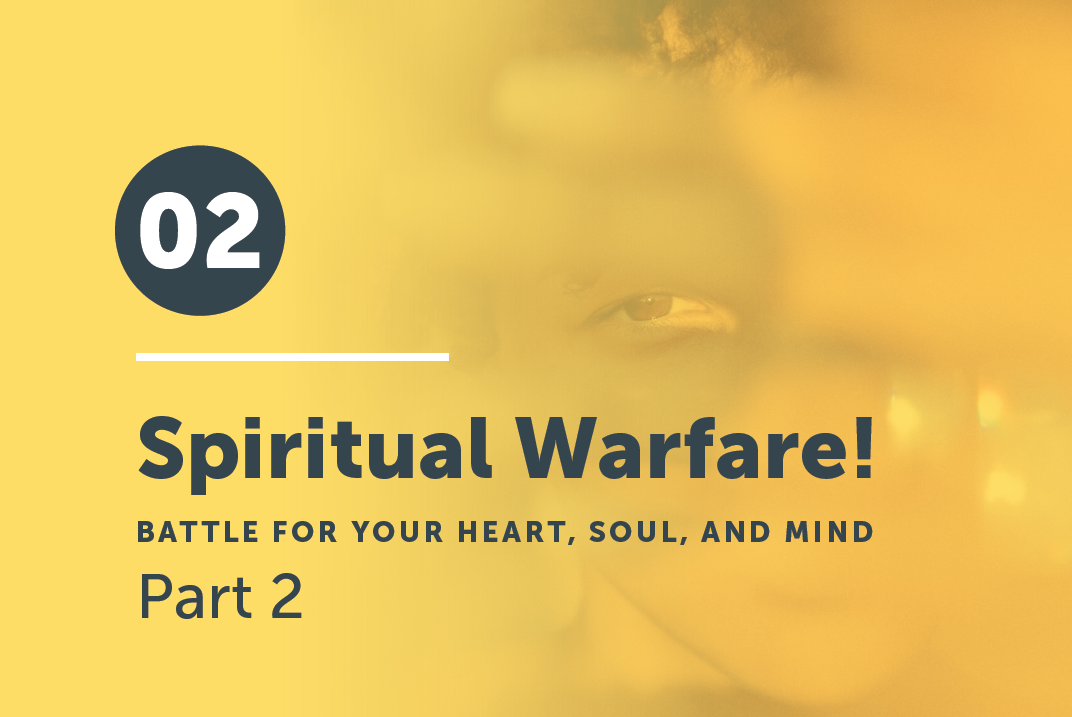 02
Spiritual Warfare!
BATTLE FOR YOUR HEART, SOUL, AND MIND
Part 2